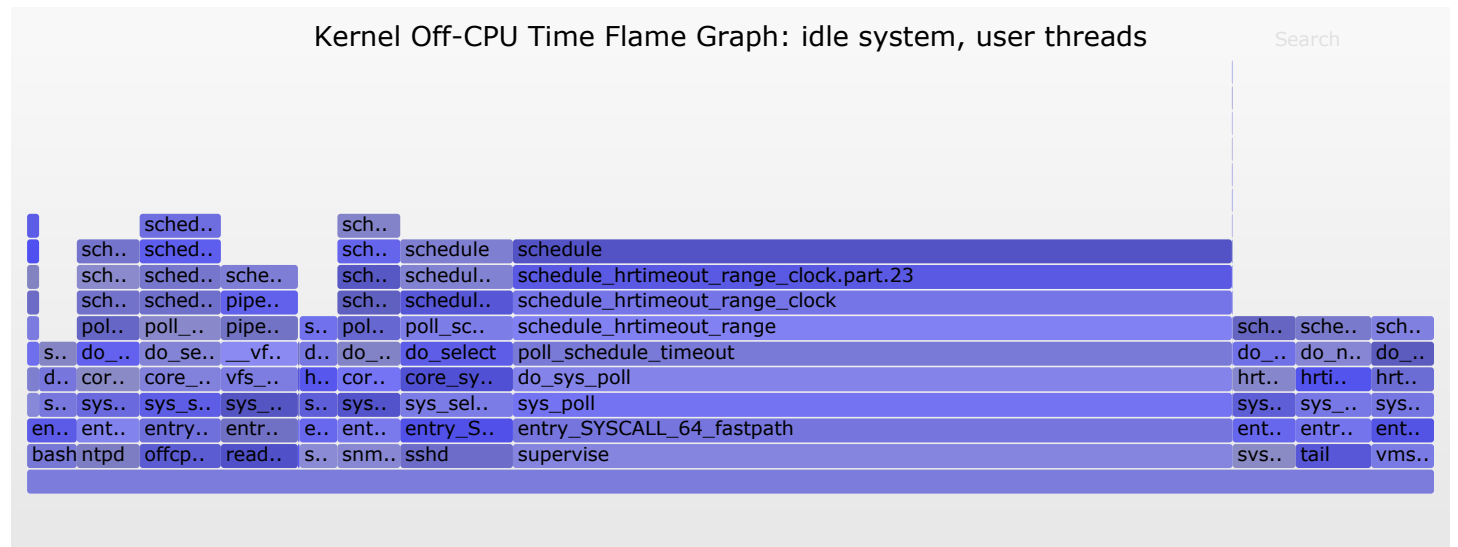 Kernel Off-CPU Time Flame Graph: idle system, user threads Search
sched.. sch..
sch.. sched.. sch.. schedule schedule
sch.. sched.. sche.. sch.. schedul.. schedule_hrtimeout_range_clock.part.23
sch.. sched.. pipe.. sch.. schedul.. schedule_hrtimeout_range_clock
pol.. poll_.. pipe.. s.. pol.. poll_sc.. schedule_hrtimeout_range sch.. sche.. sch..
s.. do_.. do_se.. __vf.. d.. do_.. do_select poll_schedule_timeout do_.. do_n.. do_..
d.. cor.. core_.. vfs_.. h.. cor.. core_sy.. do_sys_poll hrt.. hrti.. hrt..
s.. sys.. sys_s.. sys_.. s.. sys.. sys_sel.. sys_poll sys.. sys_.. sys..
en.. ent.. entry.. entr.. e.. ent.. entry_S.. entry_SYSCALL_64_fastpath ent.. entr.. ent..
bash ntpd offcp.. read.. s.. snm.. sshd supervise svs.. tail vms..